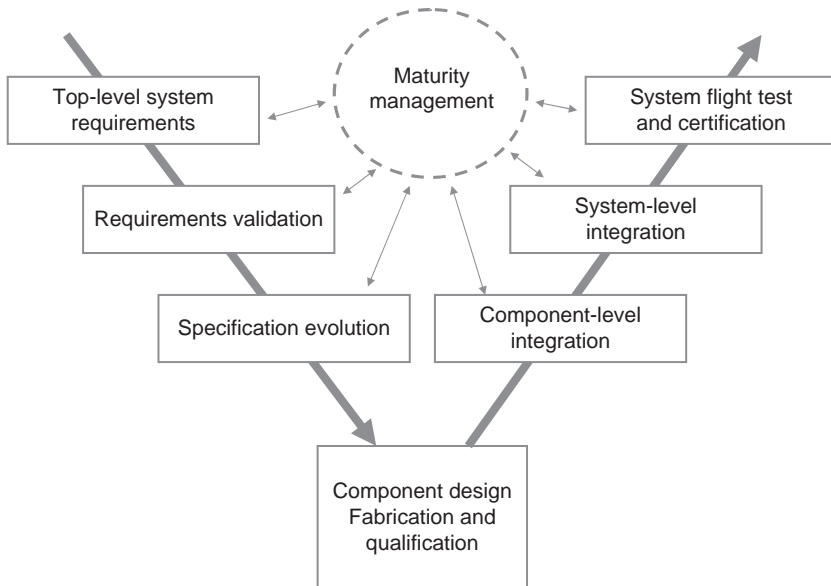 Maturity
management
Top-level system
requirements
System flight test
and certification
Requirements validation
System-level
integration
Specification evolution
Component-level
integration
Component design
Fabrication and
qualification